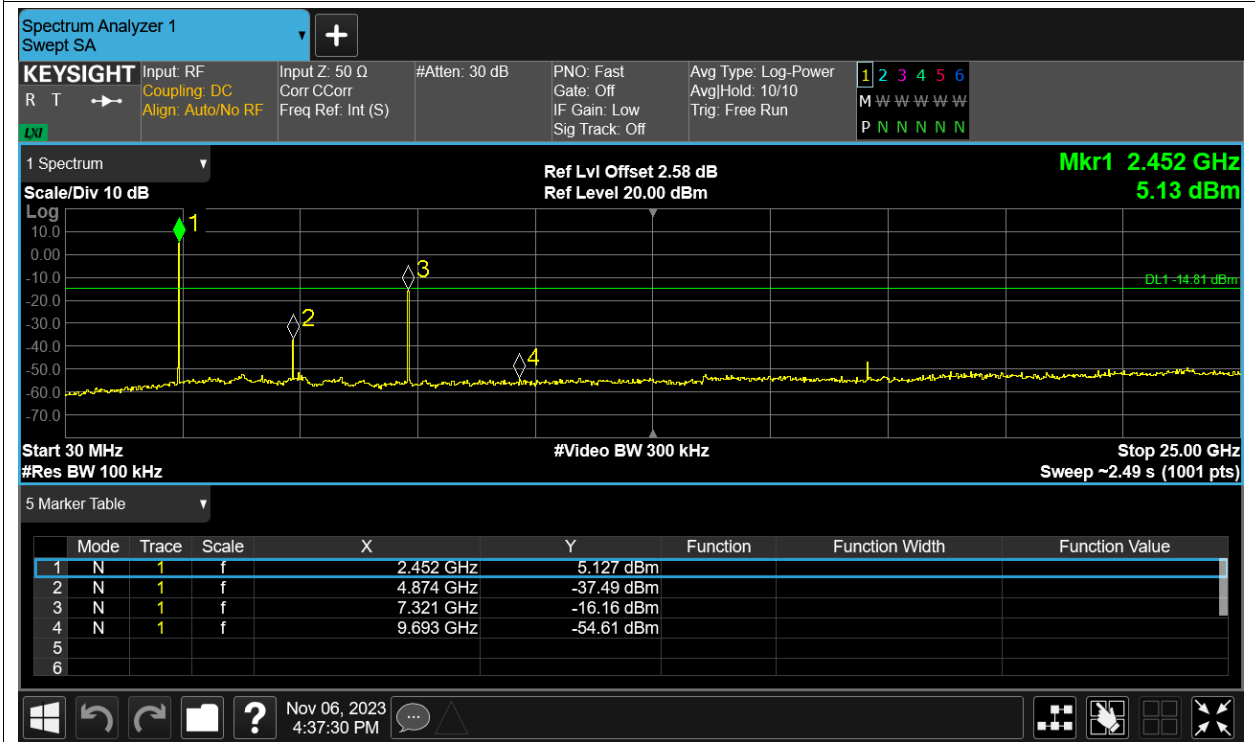 Spectrum Analyzer 1
Swept SA
KEYSIGHT
R T
LXI
Input: RF
Coupling: DC
Align: Auto/No RF
Input Z: 50 Ω
Corr CCorr
Freq Ref: Int (S)
#Atten: 30 dB
PNO: Fast
Gate: Off
IF Gain: Low
Sig Track: Off
Avg Type: Log-Power
Avg|Hold: 10/10
Trig: Free Run
1 2 3 4 5 6
M W W W W W
P N N N N N
1 Spectrum
Scale/Div 10 dB
Ref Lvl Offset 2.58 dB
Ref Level 20.00 dBm
Mkr1 2.452 GHz
5.13 dBm
Log
10.0
0.00
-10.0
-20.0
-30.0
-40.0
-50.0
-60.0
-70.0
1
2
3
4
DL1 -14.81 dBm
Start 30 MHz
#Video BW 300 kHz
Stop 25.00 GHz
#Res BW 100 kHz
Sweep ~2.49 s (1001 pts)
5 Marker Table
Mode Trace Scale X Y Function Function Width Function Value
1 N 1 f 2.452 GHz 5.127 dBm
2 N 1 f 4.874 GHz -37.49 dBm
3 N 1 f 7.321 GHz -16.16 dBm
4 N 1 f 9.693 GHz -54.61 dBm
5
6
?
Nov 06, 2023
4:37:30 PM